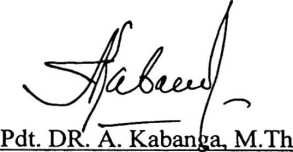 Pdt. DR. A. Kabanga, M.Th